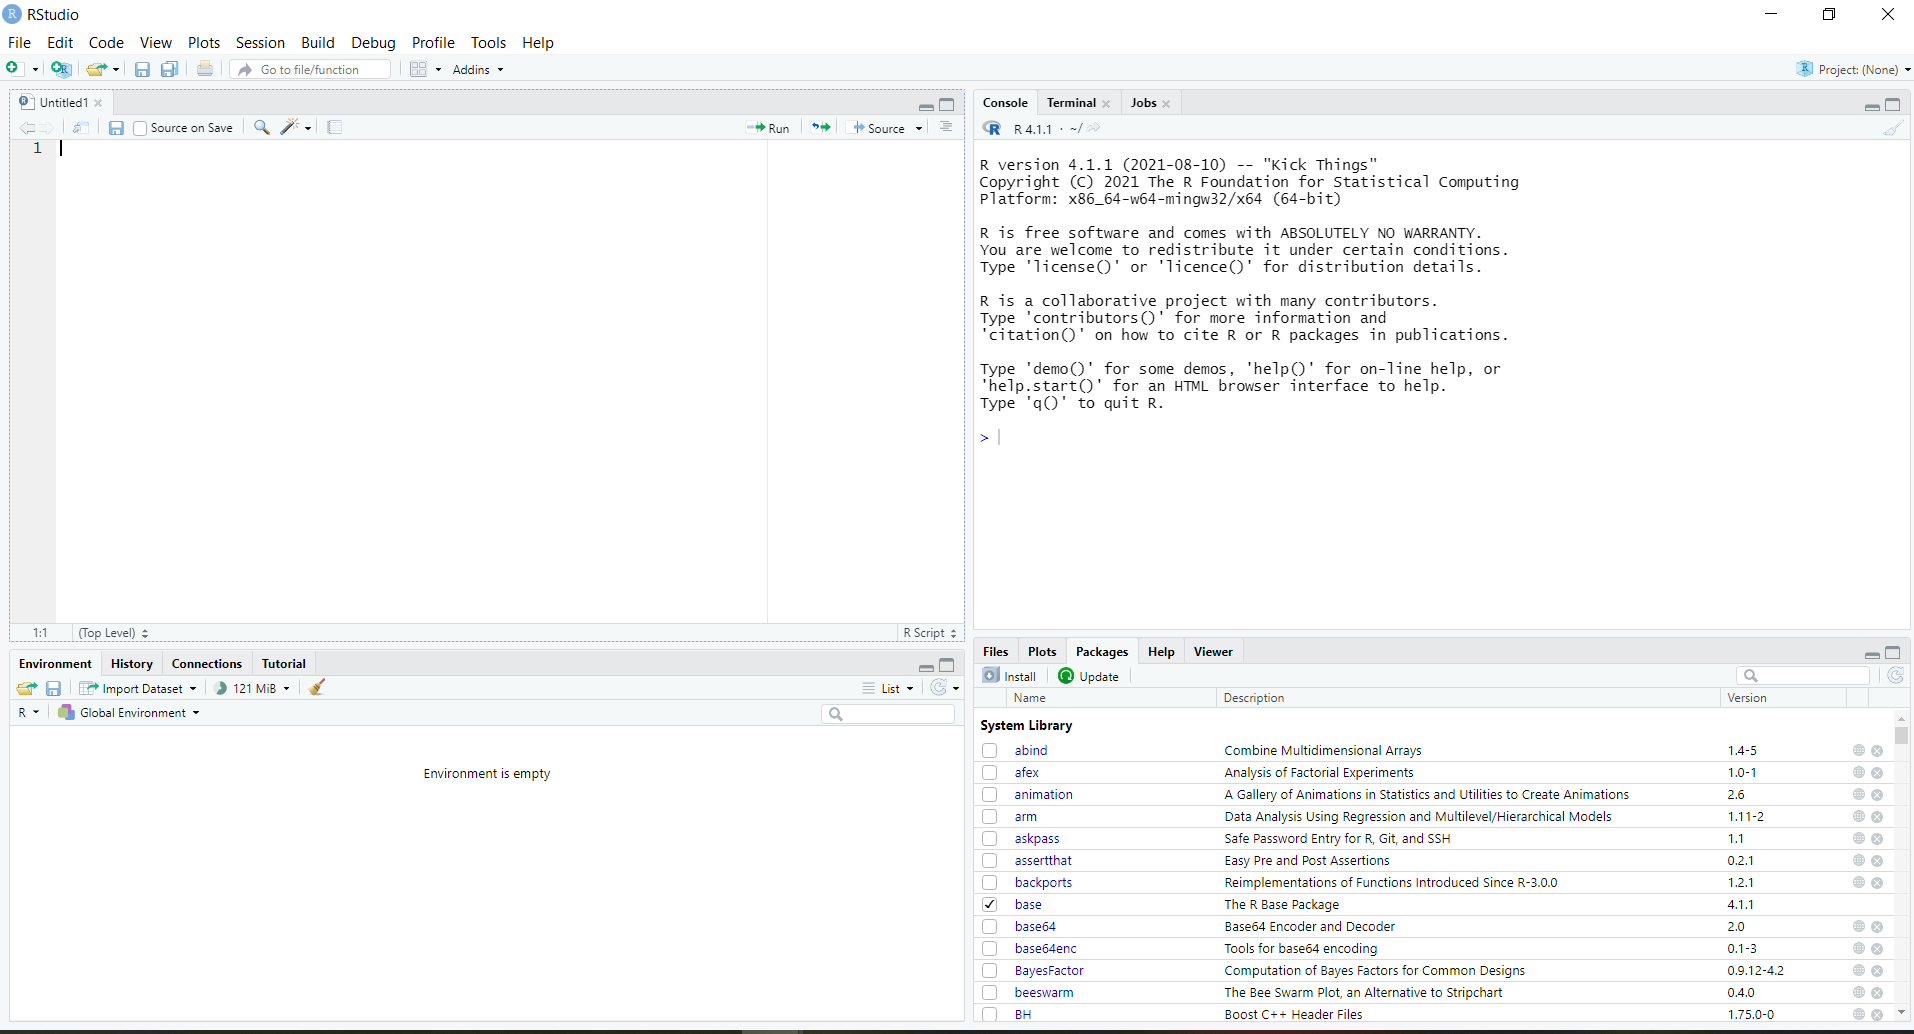 RStudio
File Edit Code View Plots Session Build Debug Profile Tools Help
Go to file/function Addins Project: (None)
Untitled1
Source on Save Run Source
1
1:1 (Top Level) R Script
Console Terminal Jobs
R 4.1.1 · ~/
R version 4.1.1 (2021-08-10) -- "Kick Things"
Copyright (C) 2021 The R Foundation for Statistical Computing
Platform: x86_64-w64-mingw32/x64 (64-bit)
R is free software and comes with ABSOLUTELY NO WARRANTY.
You are welcome to redistribute it under certain conditions.
Type 'license()' or 'licence()' for distribution details.
R is a collaborative project with many contributors.
Type 'contributors()' for more information and
'citation()' on how to cite R or R packages in publications.
Type 'demo()' for some demos, 'help()' for on-line help, or
'help.start()' for an HTML browser interface to help.
Type 'q()' to quit R.
>
Environment History Connections Tutorial
Import Dataset 121 MiB List
R Global Environment
Environment is empty
Files Plots Packages Help Viewer
Install Update
Name Description Version
System Library
abind Combine Multidimensional Arrays 1.4-5
afex Analysis of Factorial Experiments 1.0-1
animation A Gallery of Animations in Statistics and Utilities to Create Animations 2.6
arm Data Analysis Using Regression and Multilevel/Hierarchical Models 1.11-2
askpass Safe Password Entry for R, Git, and SSH 1.1
assertthat Easy Pre and Post Assertions 0.2.1
backports Reimplementations of Functions Introduced Since R-3.0.0 1.2.1
base The R Base Package 4.1.1
base64 Base64 Encoder and Decoder 2.0
base64enc Tools for base64 encoding 0.1-3
BayesFactor Computation of Bayes Factors for Common Designs 0.9.12-4.2
beeswarm The Bee Swarm Plot, an Alternative to Stripchart 0.4.0
BH Boost C++ Header Files 1.75.0-0